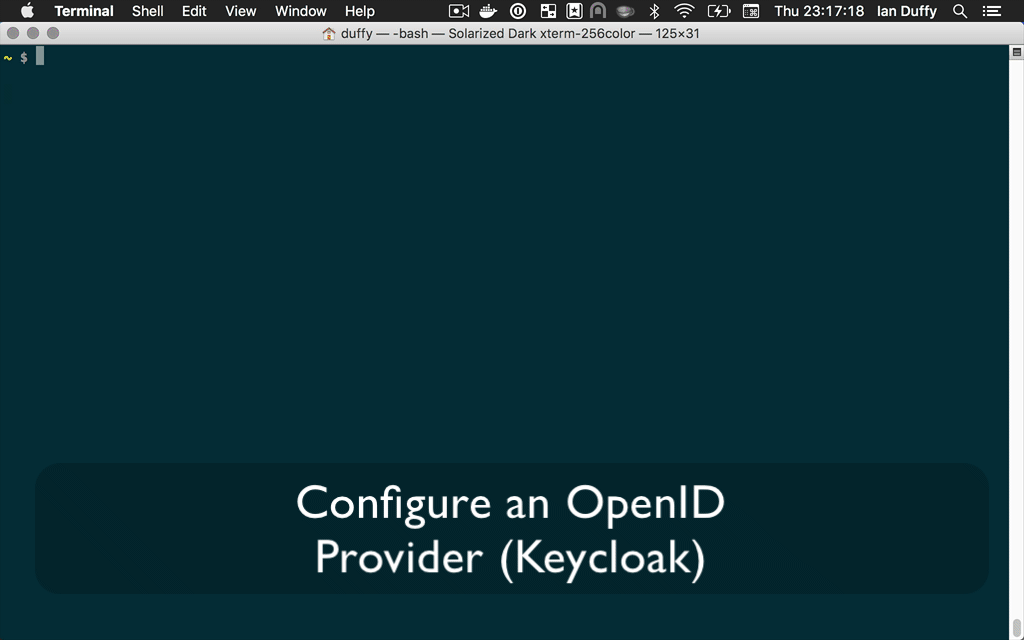 Terminal Shell Edit View Window Help Thu 23:17:18 Ian Duffy
duffy — -bash — Solarized Dark xterm-256color — 125×31
~ $
Configure an OpenID
Provider (Keycloak)